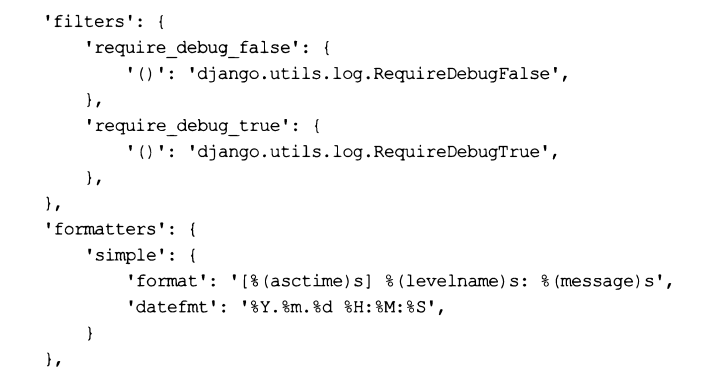 'filters': {
    'require_debug_false': {
        '()': 'django.utils.log.RequireDebugFalse',
    },
    'require_debug_true': {
        '()': 'django.utils.log.RequireDebugTrue',
    },
},
'formatters': {
    'simple': {
        'format': '[%(asctime)s] %(levelname)s: %(message)s',
        'datefmt': '%Y.%m.%d %H:%M:%S',
    }
},